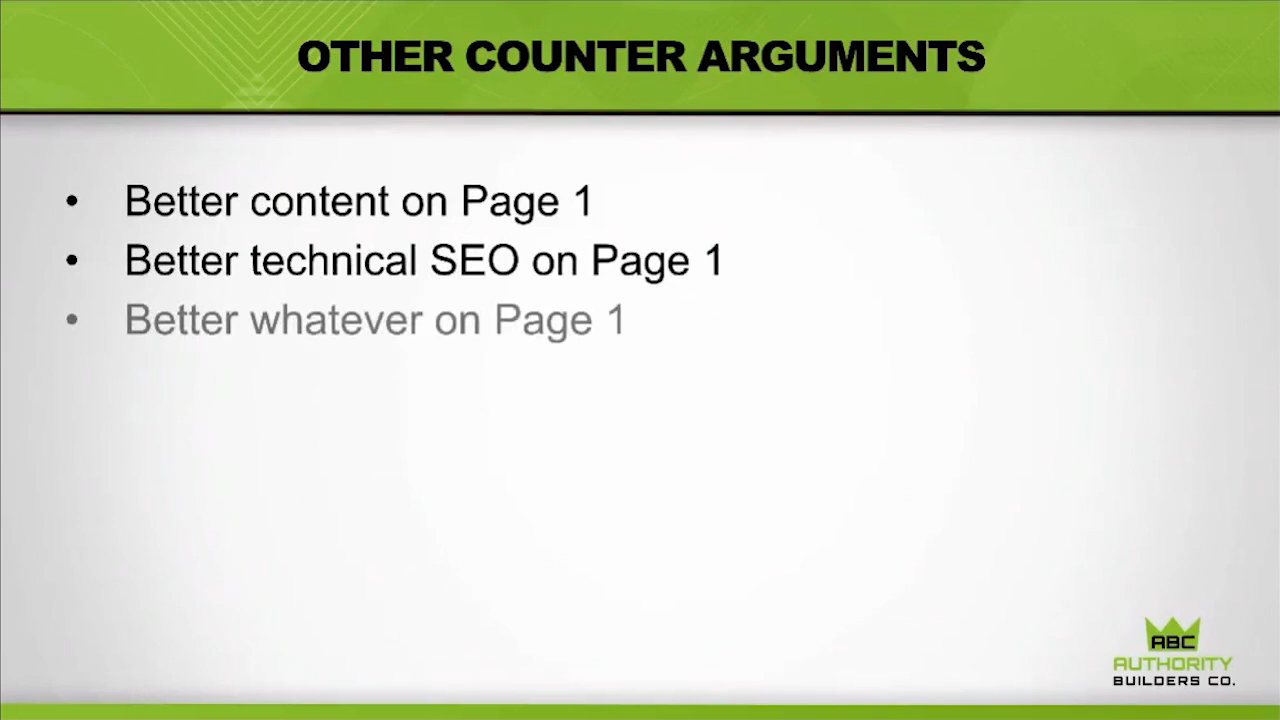 OTHER COUNTER ARGUMENTS
• Better content on Page 1
• Better technical SEO on Page 1
• Better whatever on Page 1
ABC
AUTHORITY
BUILDERS CO.